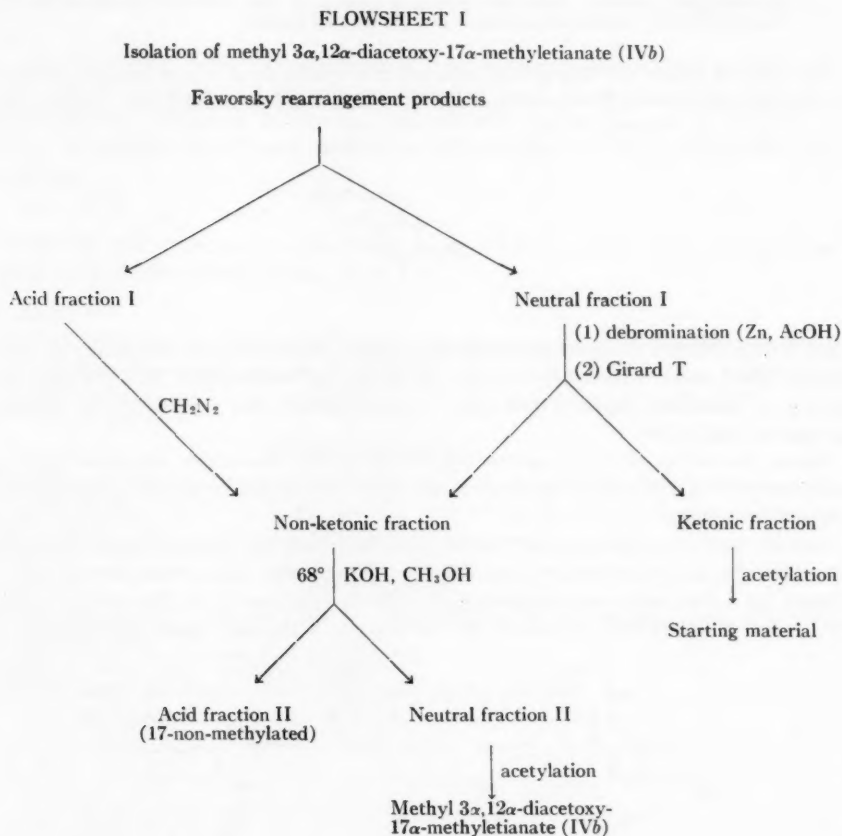 FLOWSHEET I
Isolation of methyl 3α,12α-diacetoxy-17α-methyletianate (IVb)
Faworsky rearrangement products
Acid fraction I
Neutral fraction I
(1) debromination (Zn, AcOH)
(2) Girard T
CH₂N₂
Non-ketonic fraction
Ketonic fraction
68° KOH, CH₃OH
acetylation
Starting material
Acid fraction II
(17-non-methylated)
Neutral fraction II
acetylation
Methyl 3α,12α-diacetoxy-
17α-methyletianate (IVb)